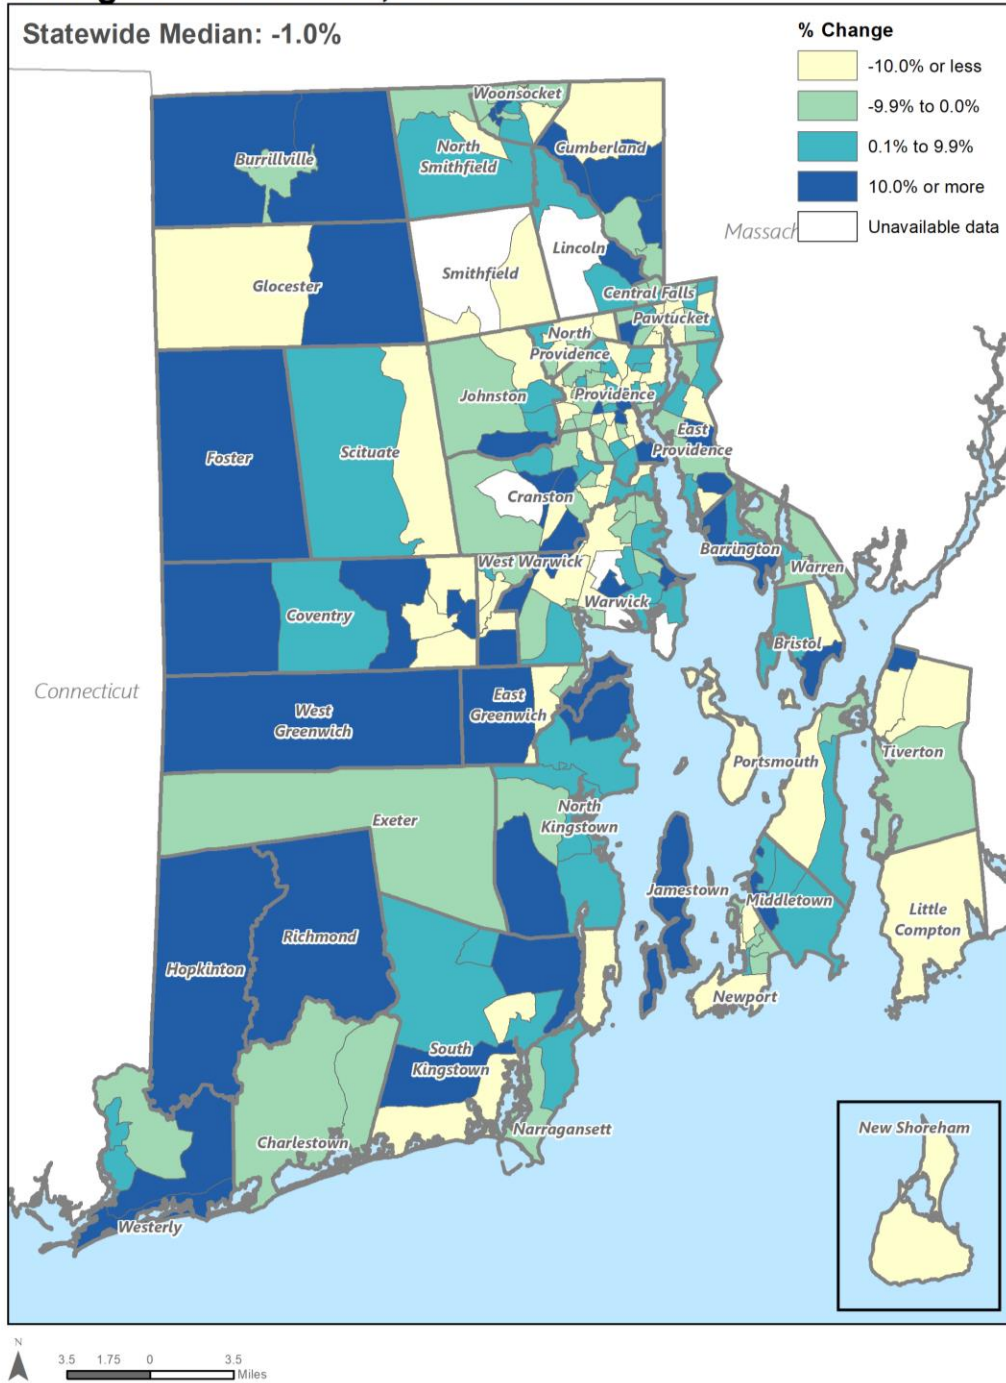 Statewide Median: -1.0%
% Change
-10.0% or less
-9.9% to 0.0%
0.1% to 9.9%
10.0% or more
Unavailable data
Woonsocket
Burrillville
North
Smithfield
Cumberland
Massach
Glocester
Smithfield
Lincoln
Central Falls
Pawtucket
North
Providence
Foster
Scituate
Johnston
Providence
East
Providence
Cranston
Barrington
Warren
West Warwick
Warwick
Coventry
Bristol
Connecticut
West
Greenwich
East
Greenwich
Portsmouth
Tiverton
Exeter
North
Kingstown
Jamestown
Middletown
Little
Compton
Richmond
Hopkinton
Newport
South
Kingstown
Charlestown
Narragansett
New Shoreham
Westerly
N
3.5 1.75 0 3.5
Miles